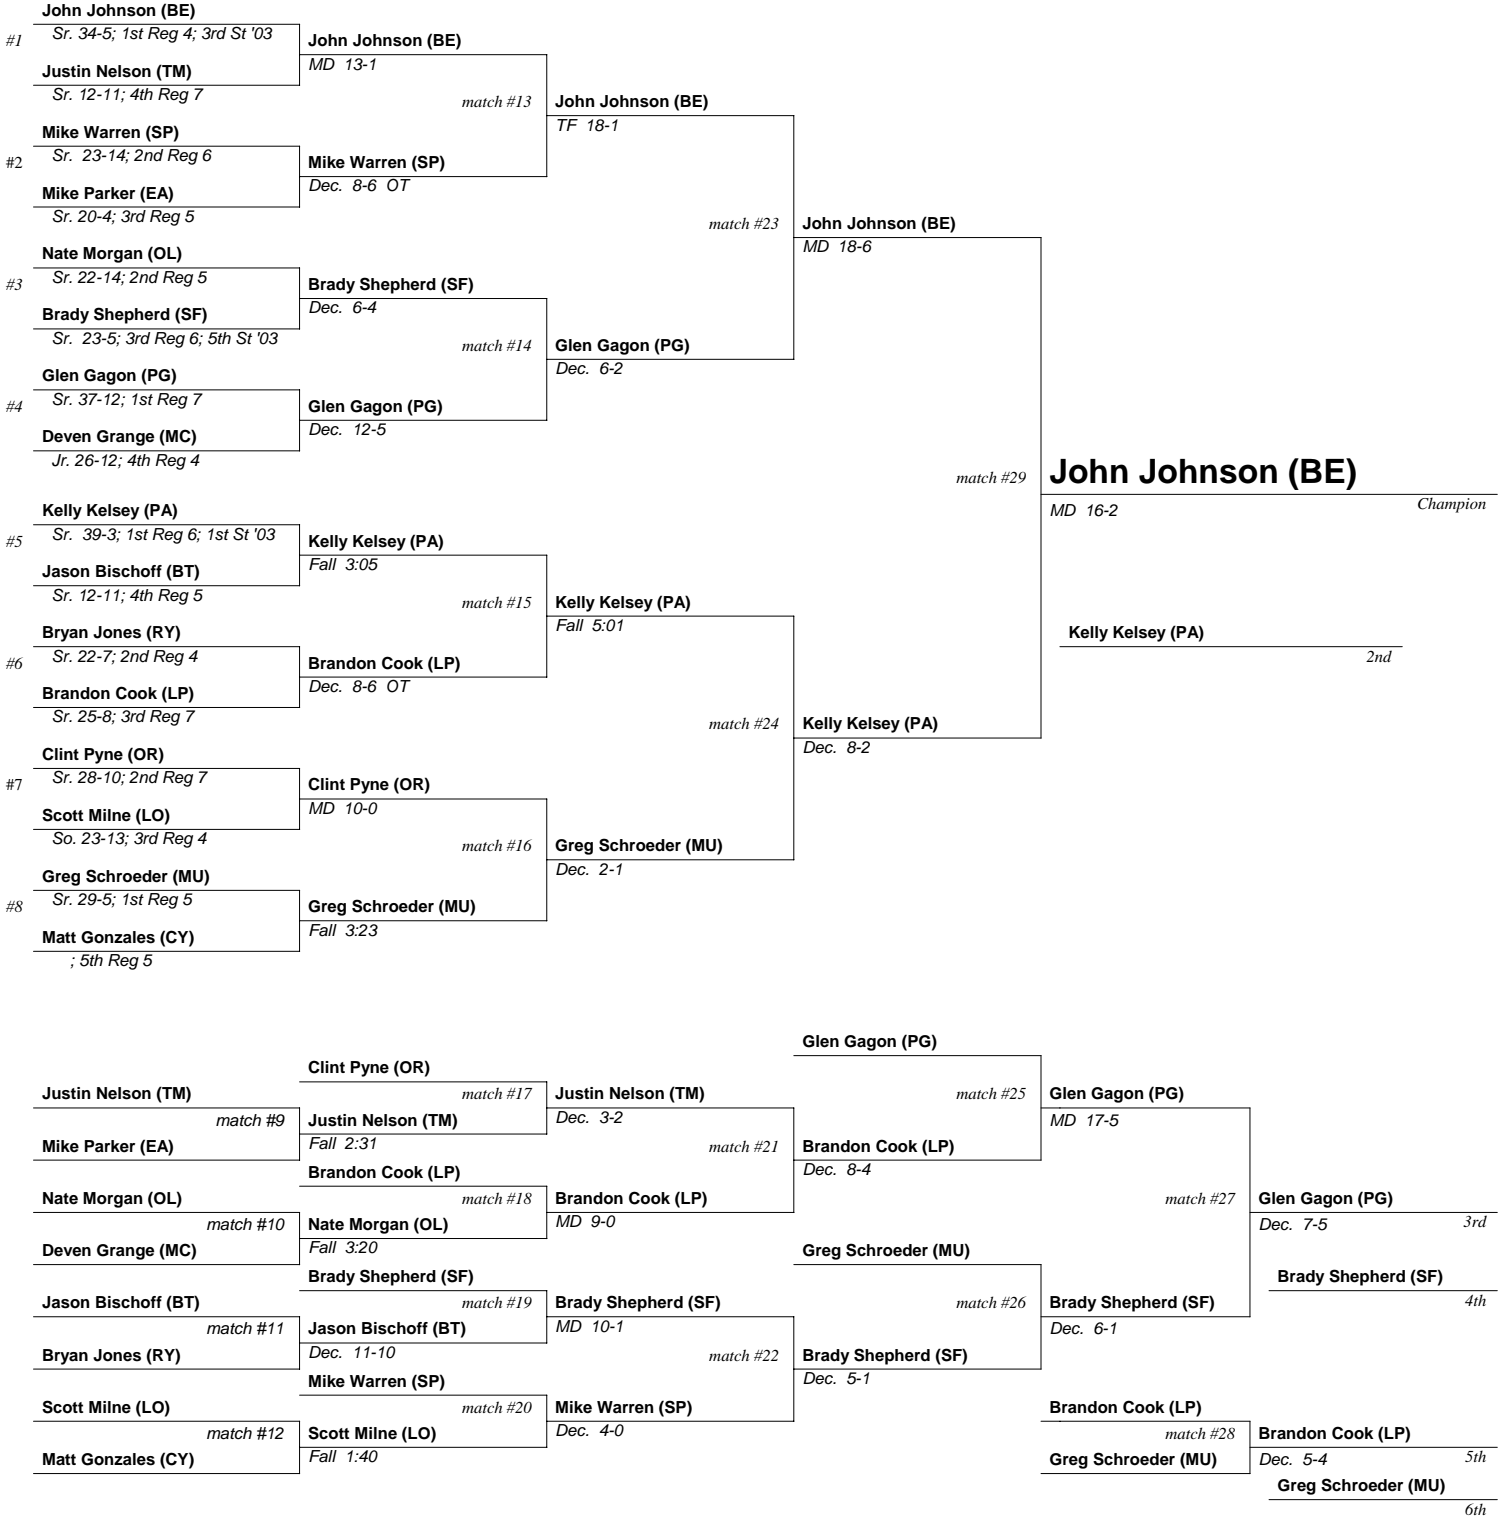 John Johnson (BE)
#1
Sr. 34-5; 1st Reg 4; 3rd St '03
Justin Nelson (TM)
Sr. 12-11; 4th Reg 7
Mike Warren (SP)
#2
Sr. 23-14; 2nd Reg 6
Mike Parker (EA)
Sr. 20-4; 3rd Reg 5
Nate Morgan (OL)
#3
Sr. 22-14; 2nd Reg 5
Brady Shepherd (SF)
Sr. 23-5; 3rd Reg 6; 5th St '03
Glen Gagon (PG)
#4
Sr. 37-12; 1st Reg 7
Deven Grange (MC)
Jr. 26-12; 4th Reg 4
Kelly Kelsey (PA)
#5
Sr. 39-3; 1st Reg 6; 1st St '03
Jason Bischoff (BT)
Sr. 12-11; 4th Reg 5
Bryan Jones (RY)
#6
Sr. 22-7; 2nd Reg 4
Brandon Cook (LP)
Sr. 25-8; 3rd Reg 7
Clint Pyne (OR)
#7
Sr. 28-10; 2nd Reg 7
Scott Milne (LO)
So. 23-13; 3rd Reg 4
Greg Schroeder (MU)
#8
Sr. 29-5; 1st Reg 5
Matt Gonzales (CY)
; 5th Reg 5
John Johnson (BE)
MD 13-1
match #13
Mike Warren (SP)
Dec. 8-6 OT
Brady Shepherd (SF)
Dec. 6-4
match #14
Glen Gagon (PG)
Dec. 12-5
Kelly Kelsey (PA)
Fall 3:05
match #15
Brandon Cook (LP)
Dec. 8-6 OT
Clint Pyne (OR)
MD 10-0
match #16
Greg Schroeder (MU)
Fall 3:23
John Johnson (BE)
TF 18-1
match #23
Glen Gagon (PG)
Dec. 6-2
Kelly Kelsey (PA)
Fall 5:01
match #24
Greg Schroeder (MU)
Dec. 2-1
John Johnson (BE)
MD 18-6
match #29
Kelly Kelsey (PA)
Dec. 8-2
John Johnson (BE)
MD 16-2
Champion
Kelly Kelsey (PA)
2nd
Justin Nelson (TM)
match #9
Mike Parker (EA)
Nate Morgan (OL)
match #10
Deven Grange (MC)
Jason Bischoff (BT)
match #11
Bryan Jones (RY)
Scott Milne (LO)
match #12
Matt Gonzales (CY)
Clint Pyne (OR)
match #17
Justin Nelson (TM)
Fall 2:31
Brandon Cook (LP)
match #18
Nate Morgan (OL)
Fall 3:20
Brady Shepherd (SF)
match #19
Jason Bischoff (BT)
Dec. 11-10
Mike Warren (SP)
match #20
Scott Milne (LO)
Fall 1:40
Justin Nelson (TM)
Dec. 3-2
match #21
Brandon Cook (LP)
MD 9-0
Brady Shepherd (SF)
MD 10-1
match #22
Mike Warren (SP)
Dec. 4-0
Glen Gagon (PG)
match #25
Brandon Cook (LP)
Dec. 8-4
Greg Schroeder (MU)
match #26
Brady Shepherd (SF)
Dec. 5-1
Glen Gagon (PG)
MD 17-5
match #27
Brady Shepherd (SF)
Dec. 6-1
Glen Gagon (PG)
Dec. 7-5
3rd
Brady Shepherd (SF)
4th
Brandon Cook (LP)
match #28
Greg Schroeder (MU)
Brandon Cook (LP)
Dec. 5-4
5th
Greg Schroeder (MU)
6th